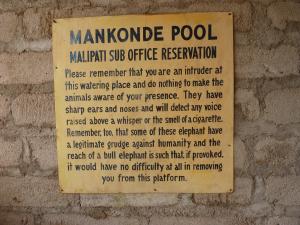 MANKONDE POOL
MALIPATI SUB OFFICE RESERVATION
Please remember that you are an intruder at
this watering place and do nothing to make the
animals aware of your presence. They have
sharp ears and noses and will detect any voice
raised above a whisper or the smell of a cigarette.
Remember, too, that some of these elephant have
a legitimate grudge against humanity and the
reach of a bull elephant is such that, if provoked,
it would have no difficulty at all in removing
you from this platform.